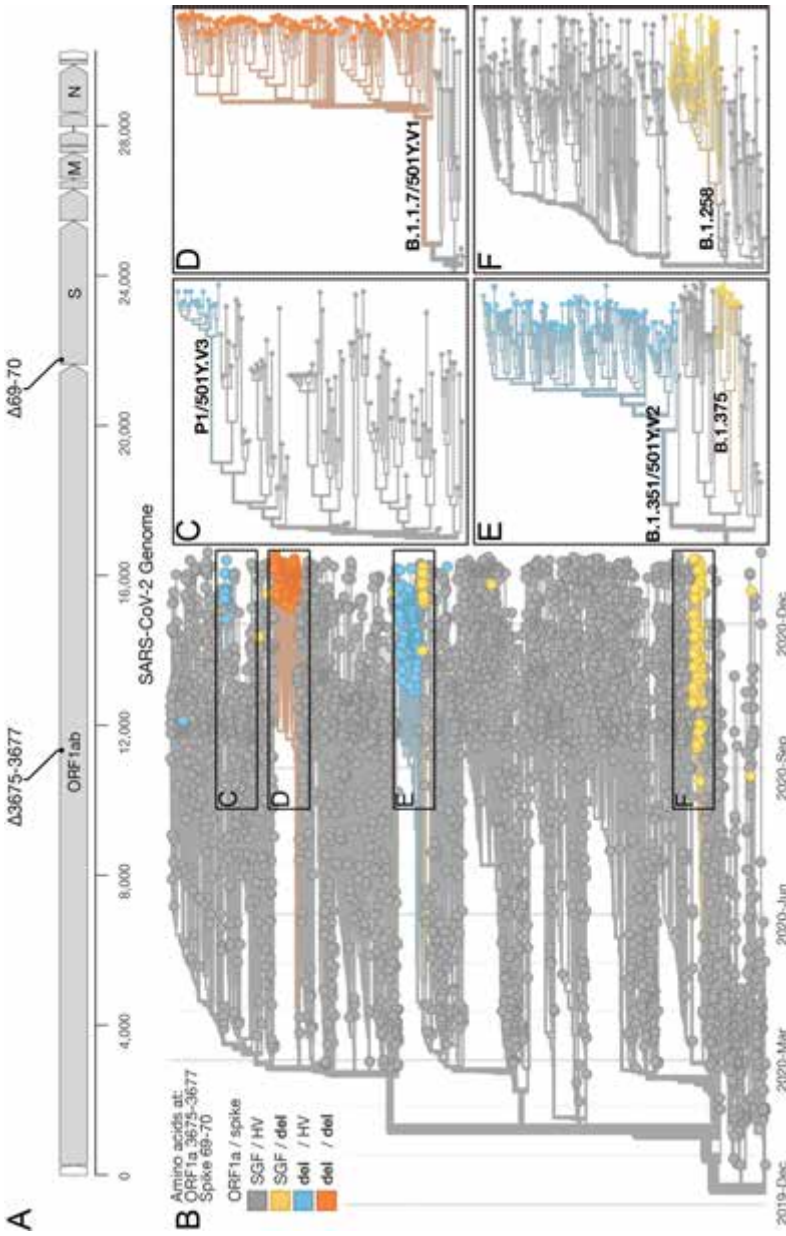 A
Δ3675-3677
Δ69-70
ORF1ab
S
M
N
0
4,000
8,000
12,000
16,000
20,000
24,000
28,000
SARS-CoV-2 Genome
B
Amino acids at:
ORF1a 3675-3677
Spike 69-70
ORF1a / spike
SGF / HV
SGF / del
del / HV
del / del
C
D
E
F
2019-Dec
2020-Mar
2020-Jun
2020-Sep
2020-Dec
C
P1/501Y.V3
D
B.1.1.7/501Y.V1
E
B.1.351/501Y.V2
B.1.375
F
B.1.258